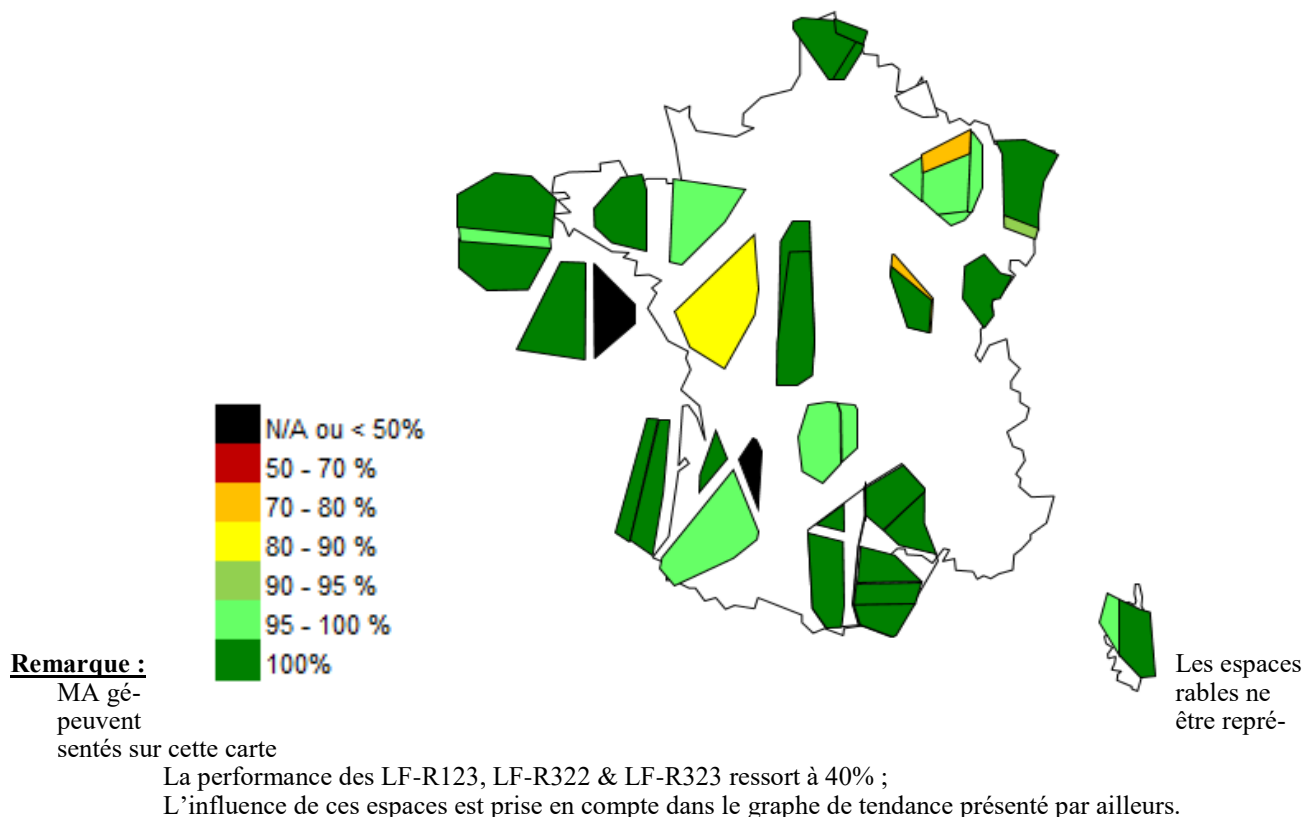 N/A ou < 50%
50 - 70 %
70 - 80 %
80 - 90 %
90 - 95 %
95 - 100 %
100%
Remarque : Les espaces
MA gé- rables ne
peuvent être repré-
sentés sur cette carte
La performance des LF-R123, LF-R322 & LF-R323 ressort à 40% ;
L'influence de ces espaces est prise en compte dans le graphe de tendance présenté par ailleurs.